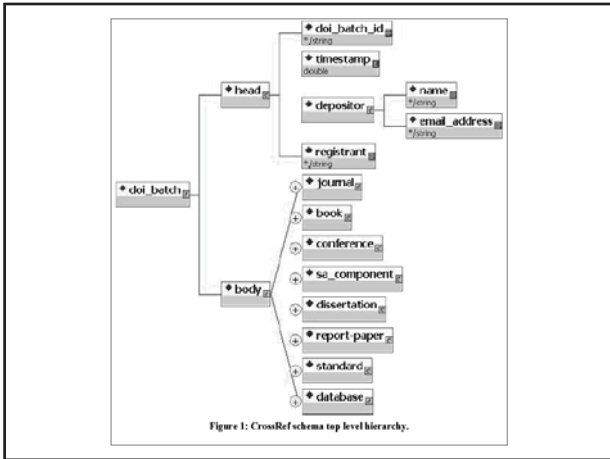 doi_batch_id
*/string
timestamp
double
head
depositor
name
*/string
email_address
*/string
registrant
*/string
doi_batch
journal
book
conference
sa_component
dissertation
body
report-paper
standard
database
Figure 1: CrossRef schema top level hierarchy.